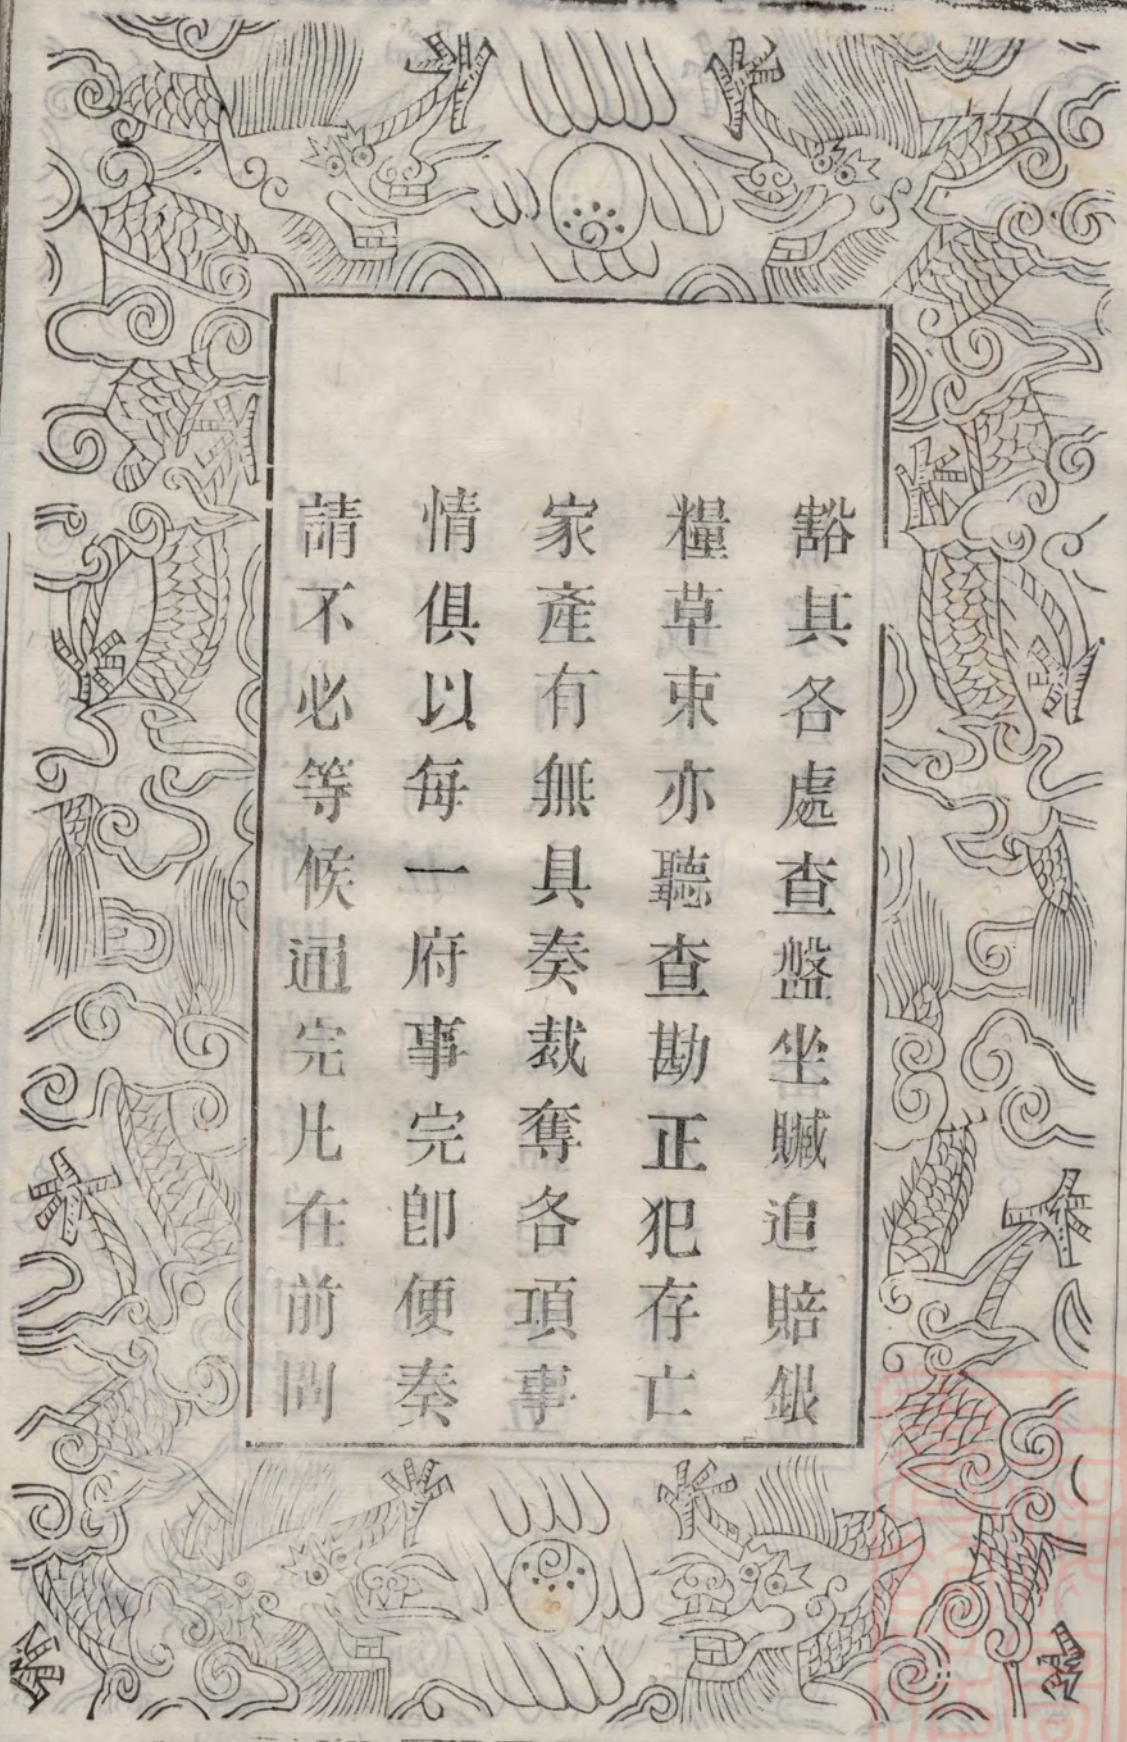 豁其各處查盤坐贓追賠銀
糧草束亦聽查勘正犯存亡
家產有無具奏裁奪各項事
情俱以每一府事完卽便奏
請不必等候通完凡在前問